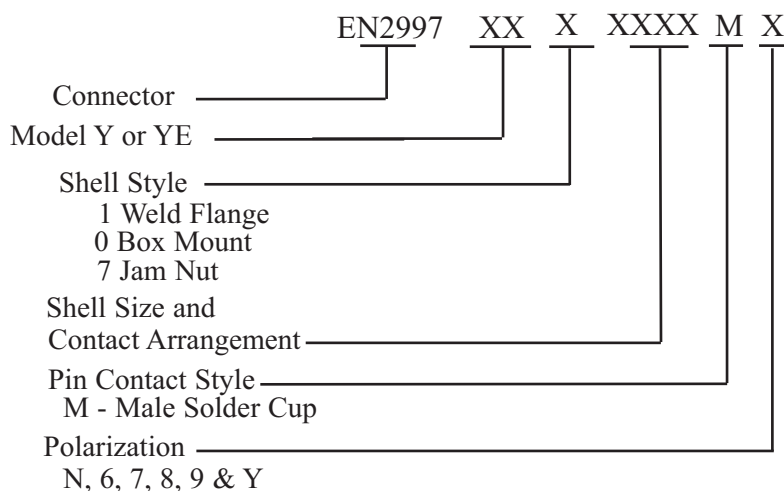 EN2997 XX X XXXX M X
Connector
Model Y or YE
Shell Style
1 Weld Flange
0 Box Mount
7 Jam Nut
Shell Size and
Contact Arrangement
Pin Contact Style
M - Male Solder Cup
Polarization
N, 6, 7, 8, 9 & Y